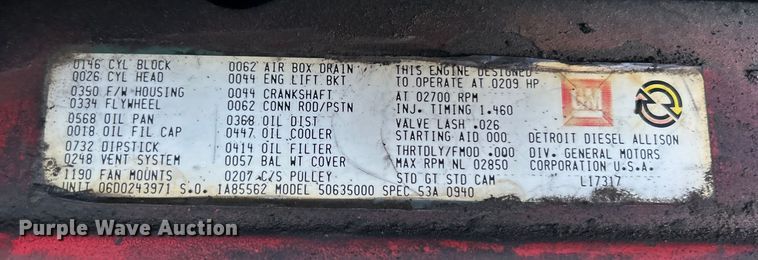 0146 CYL BLOCK
0026 CYL HEAD
0350 F/W HOUSING
0334 FLYWHEEL
0568 OIL PAN
0018 OIL FIL CAP
0732 DIPSTICK
0248 VENT SYSTEM
1190 FAN MOUNTS
0062 AIR BOX DRAIN
0044 ENG LIFT BKT
0044 CRANKSHAFT
0062 CONN ROD/PSTN
0368 OIL DIST
0447 OIL COOLER
0414 OIL FILTER
0057 BAL WT COVER
0207 C/S PULLEY
THIS ENGINE DESIGNED
TO OPERATE AT 0209 HP
AT 02700 RPM
INJ. TIMING 1.460
VALVE LASH .026
STARTING AID 000.
THRTDLY/FMOD .000
MAX RPM NL 02850
STD GT STD CAM
GM
DETROIT DIESEL ALLISON
DIV. GENERAL MOTORS
CORPORATION U.S.A.
L17317
UNIT 06D0243971 S.O. 1A85562 MODEL 50635000 SPEC 53A 0940
Purple Wave Auction